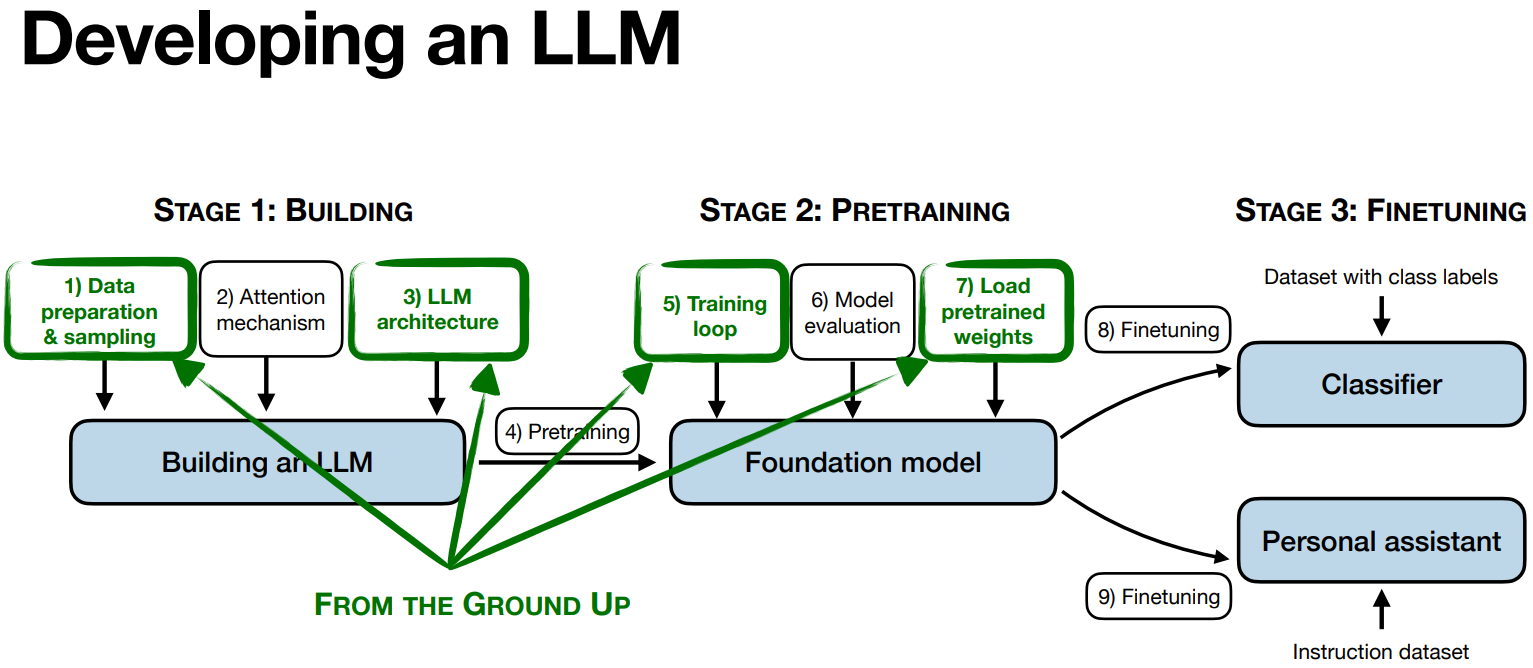 Developing an LLM
STAGE 1: BUILDING
1) Data
preparation
& sampling
2) Attention
mechanism
3) LLM
architecture
Building an LLM
4) Pretraining
STAGE 2: PRETRAINING
5) Training
loop
6) Model
evaluation
7) Load
pretrained
weights
Foundation model
STAGE 3: FINETUNING
8) Finetuning
Dataset with class labels
Classifier
9) Finetuning
Personal assistant
Instruction dataset
FROM THE GROUND UP